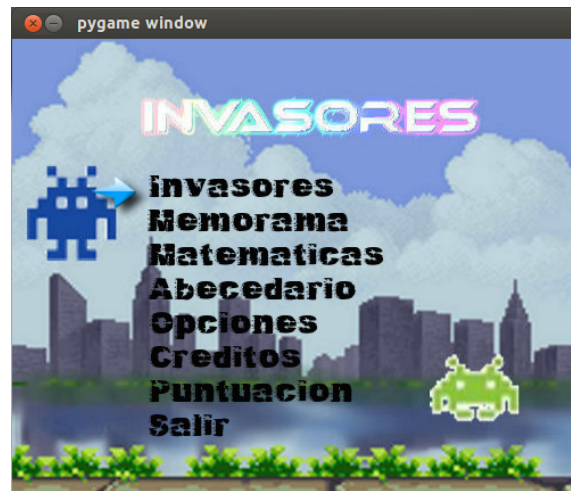 pygame window
INVASORES
Invasores
Memorama
Matematicas
Abecedario
Opciones
Creditos
Puntuacion
Salir